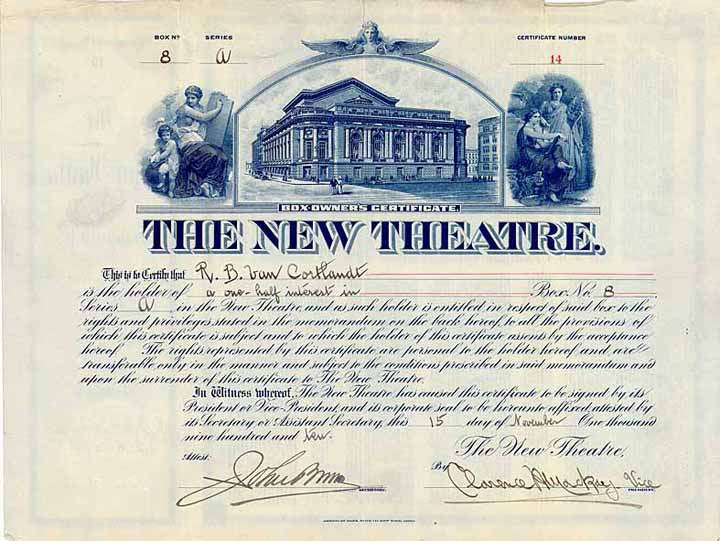 BOX No SERIES CERTIFICATE NUMBER
8 A 14
BOX-OWNER'S CERTIFICATE.
THE NEW THEATRE.
This is to Certify that R. B. Van Cortlandt
is the holder of a one-half interest in Box No. 8
Series A in the New Theatre, and as such holder is entitled in respect of said box to the
rights and privileges stated in the memorandum on the back hereof, to all the provisions of
which this certificate is subject and to which the holder of this certificate assents by the acceptance
hereof. The rights represented by this certificate are personal to the holder hereof and are
transferable only in the manner and subject to the conditions prescribed in said memorandum and
upon the surrender of this certificate to The New Theatre.
In Witness whereof, The New Theatre has caused this certificate to be signed by its
President or Vice-President, and its corporate seal to be hereunto affixed, attested by
its Secretary or Assistant Secretary, this 15 day of November One thousand
nine hundred and ten.
The New Theatre,
Attest:
By Clarence H Mackay Vice
SECRETARY. PRESIDENT.